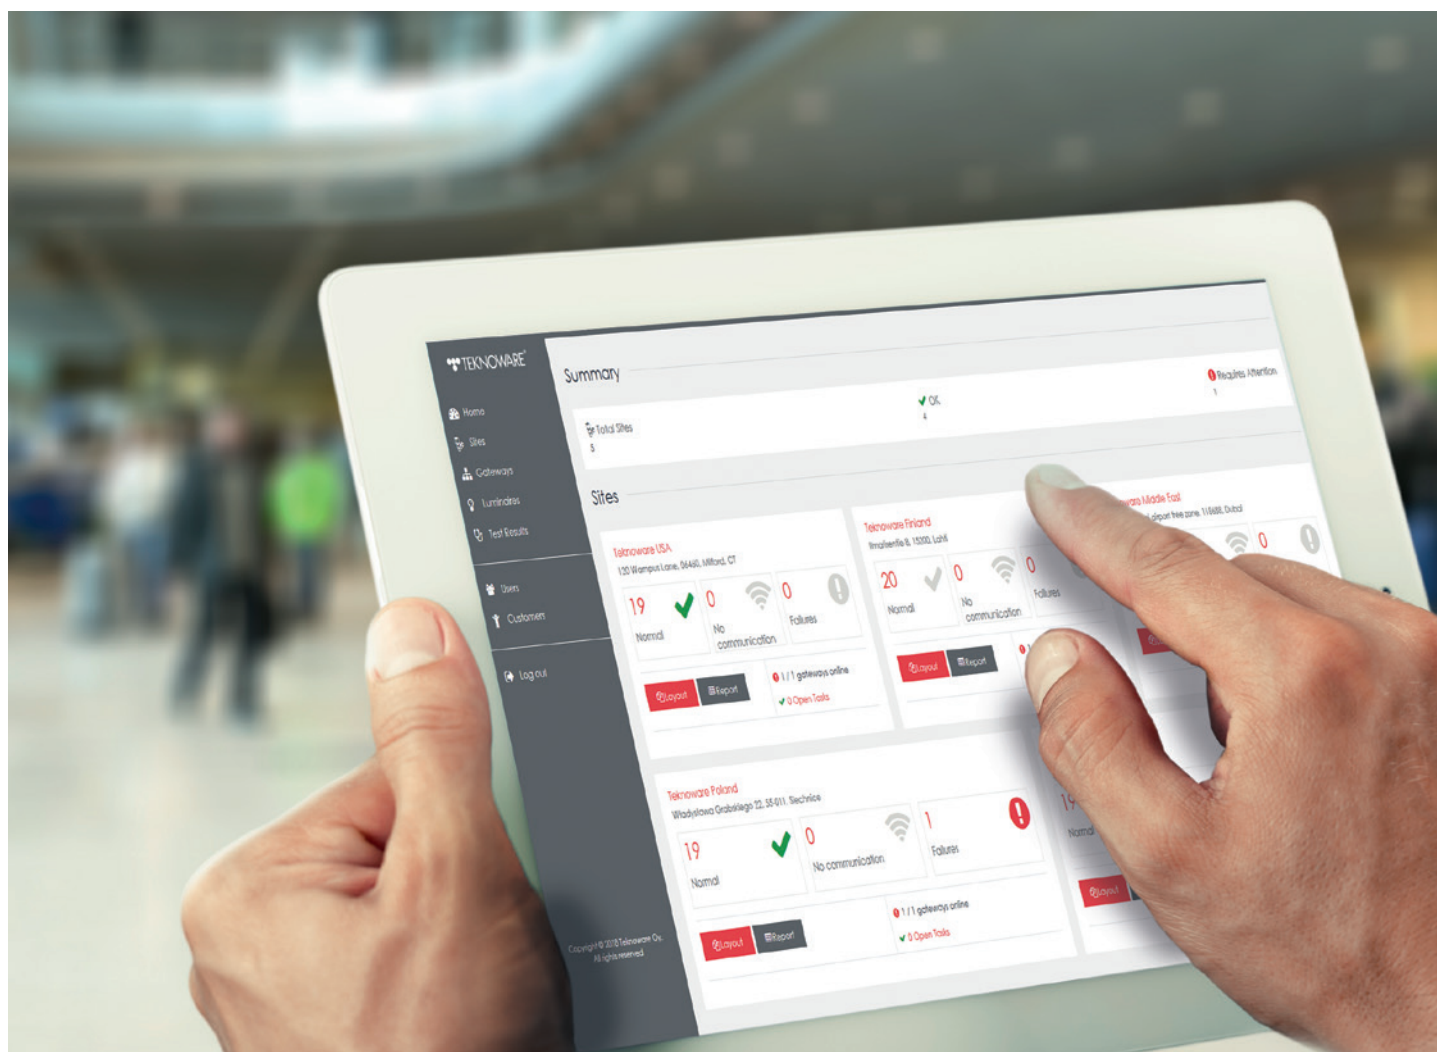 TEKNOWARE
Home
Sites
Gateways
Luminaires
Test Results
Users
Customers
Log out
Copyright © 2018 Teknoware Oy,
All rights reserved
Summary
Total Sites
5
OK
4
Requires Attention
1
Sites
Teknoware USA
120 Wampus Lane, 06460, Milford, CT
19
Normal
0
No
communication
0
Failures
Layout
Report
1 / 1 gateways online
0 Open Tasks
Teknoware Finland
Ilmarisentie 8, 15200, Lahti
20
Normal
0
No
communication
0
Failures
Layout
Report
Middle East
airport free zone, Dubai
0
Teknoware Poland
Władysława Grabskiego 22, 55-011, Siechnice
19
Normal
0
No communication
1
Failures
Layout
Report
1 / 1 gateways online
0 Open Tasks
19
Layout